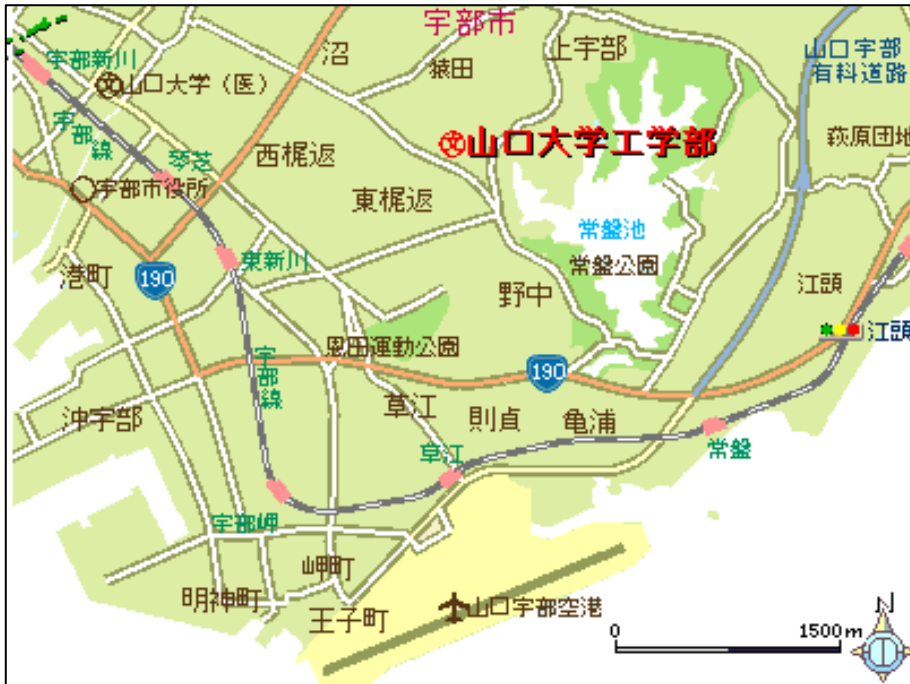 宇部市
宇部新川
沼
猿田
上宇部
山口宇部
有料道路
山口大学(医)
宇部線
琴芝
西梶返
山口大学工学部
萩原団地
宇部市役所
東梶返
常盤池
常盤公園
港町
190
東新川
野中
江頭
江頭
恩田運動公園
宇部線
190
沖宇部
草江
則貞
亀浦
草江
常盤
宇部岬
岬町
明神町
王子町
山口宇部空港
0
1500m
N